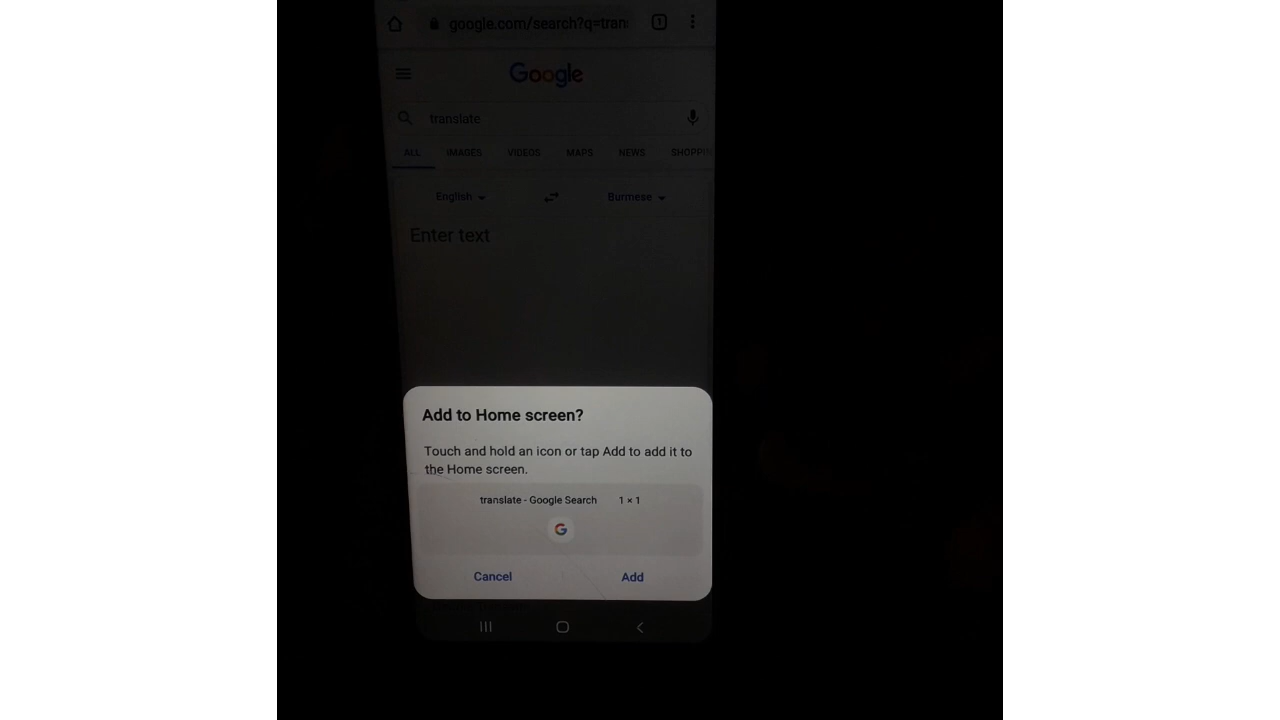 google.com/search?q=tran
1
Google
translate
ALL IMAGES VIDEOS MAPS NEWS SHOPPIN
English Burmese
Enter text
Add to Home screen?
Touch and hold an icon or tap Add to add it to
the Home screen.
translate - Google Search 1 × 1
G
Cancel Add